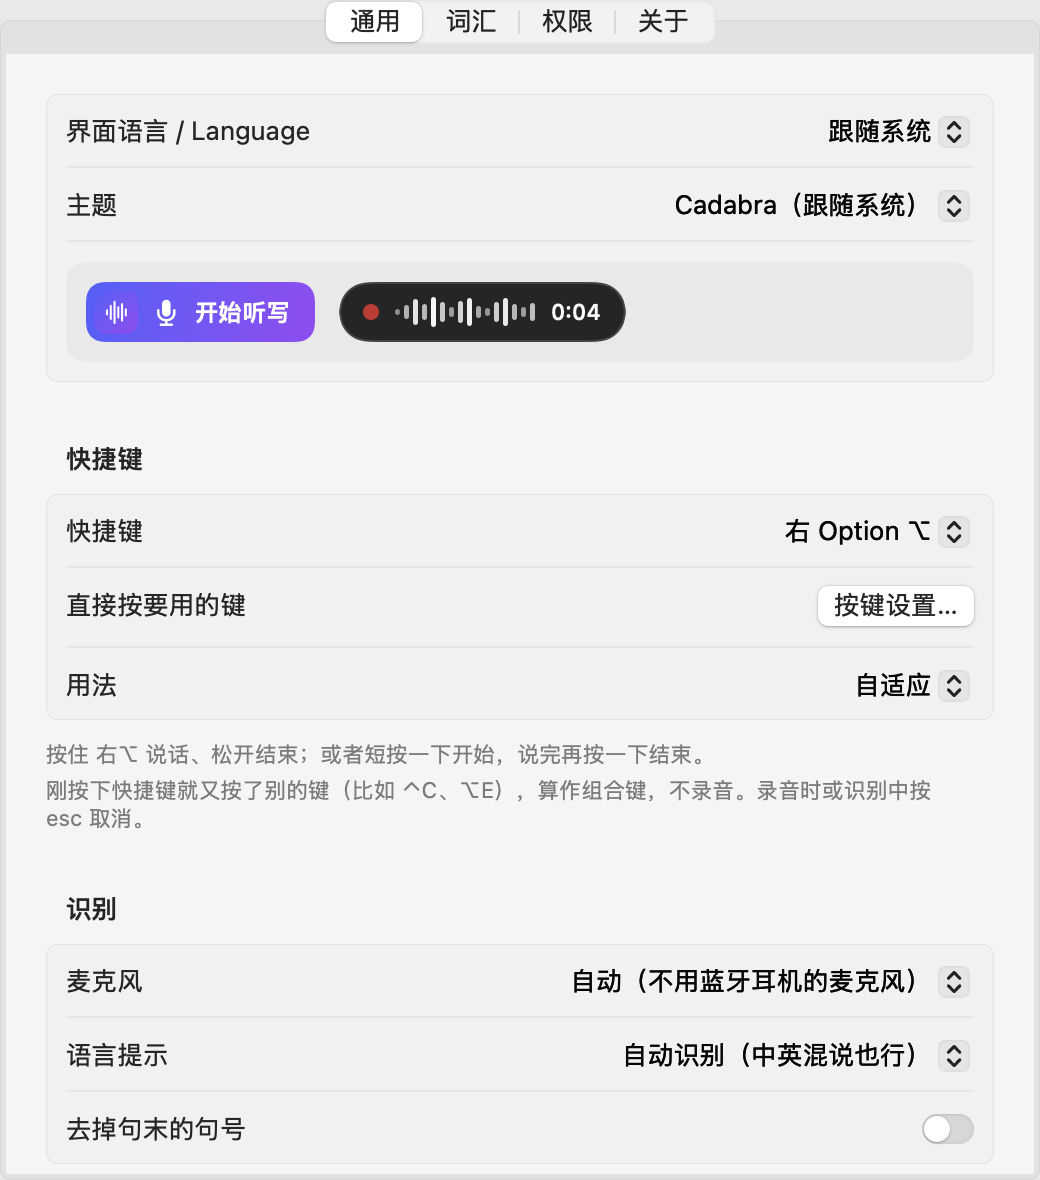 通用 词汇 权限 关于
界面语言 / Language 跟随系统
主题 Cadabra（跟随系统）
开始听写 0:04
快捷键
快捷键 右 Option ⌥
直接按要用的键 按键设置...
用法 自适应
按住 右⌥ 说话、松开结束；或者短按一下开始，说完再按一下结束。
刚按下快捷键就又按了别的键（比如 ^C、⌥E），算作组合键，不录音。录音时或识别中按
esc 取消。
识别
麦克风 自动（不用蓝牙耳机的麦克风）
语言提示 自动识别（中英混说也行）
去掉句末的句号